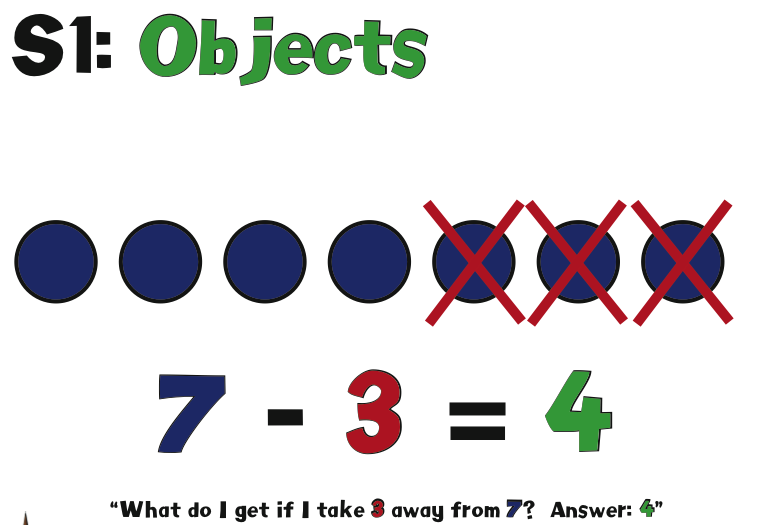 S1: Objects
7 - 3 = 4
“What do I get if I take 3 away from 7? Answer: 4”